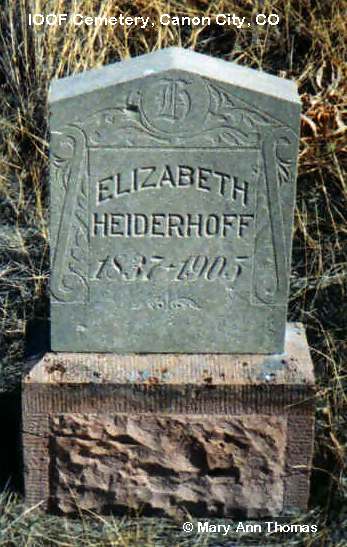 IOOF Cemetery, Canon City, CO
H
ELIZABETH
HEIDERHOFF
1837-1905
© Mary Ann Thomas